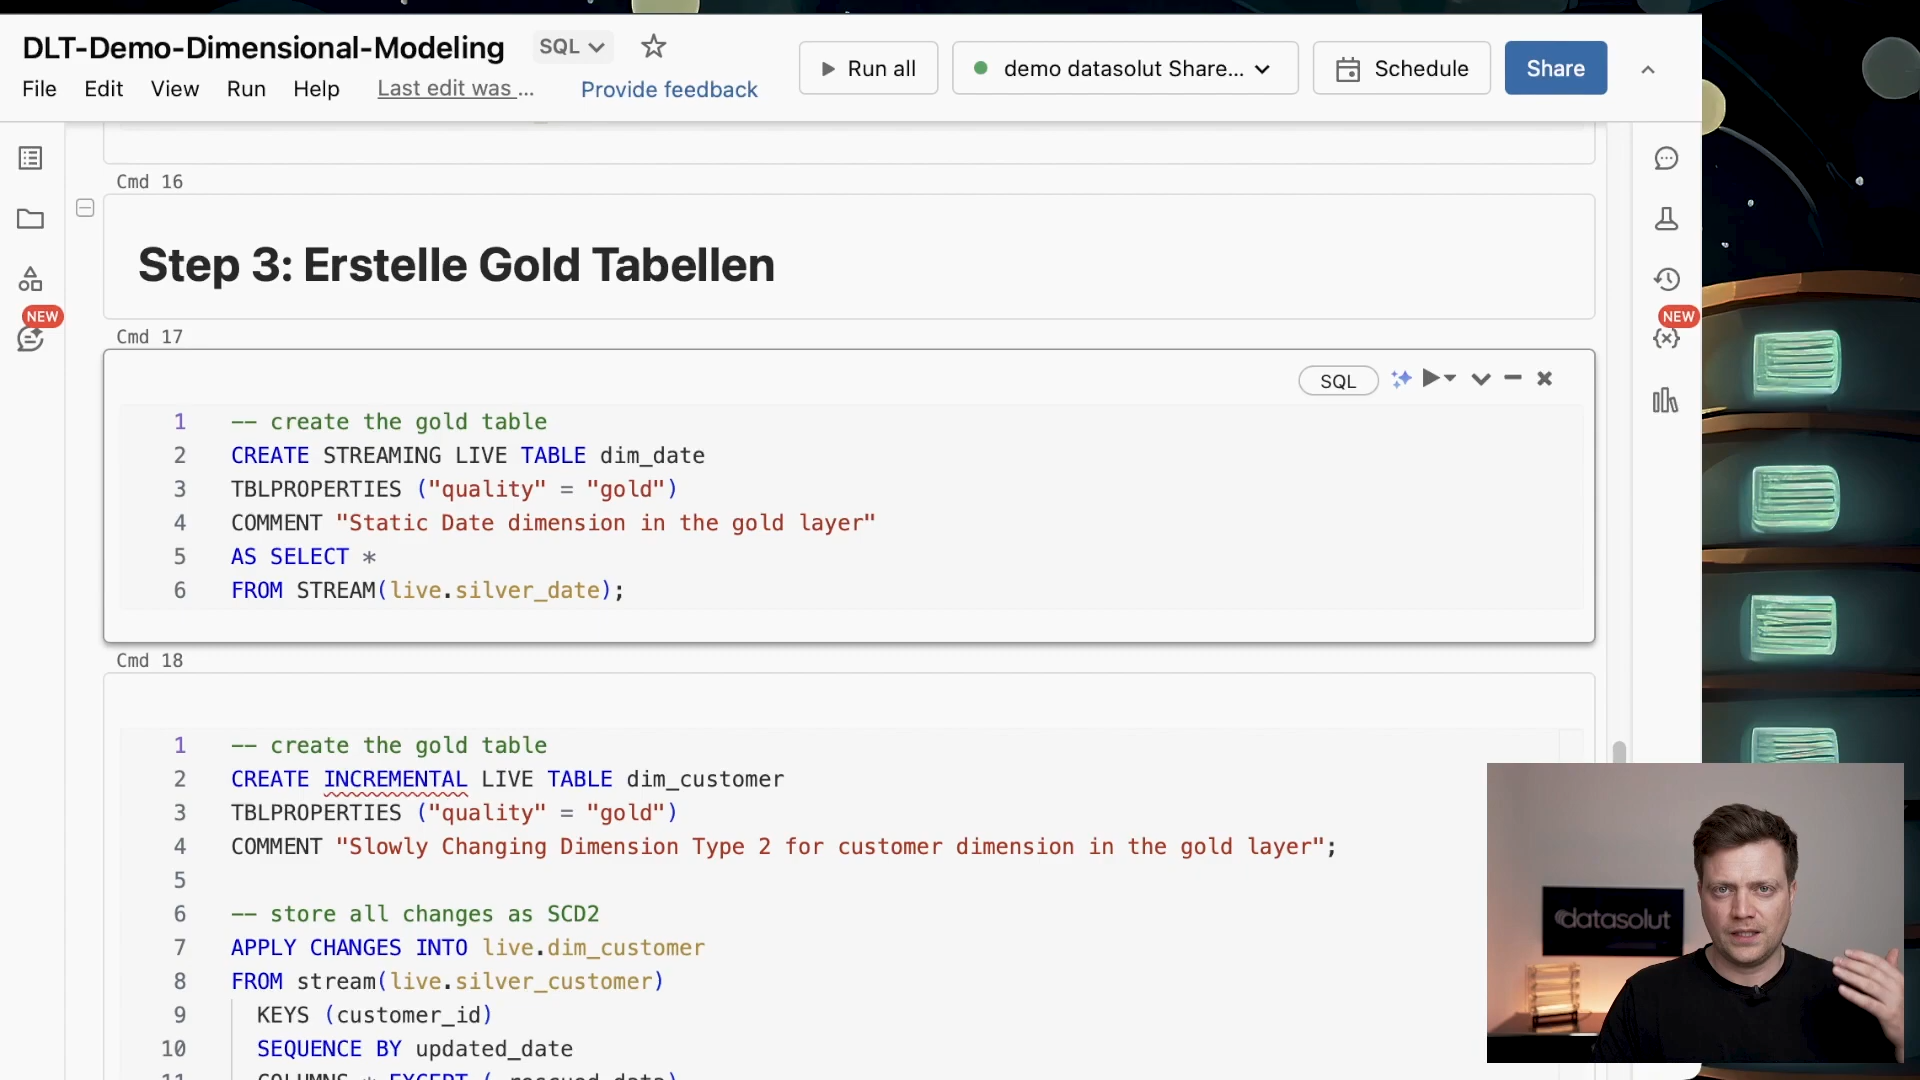 DLT-Demo-Dimensional-Modeling
SQL
File Edit View Run Help Last edit was ... Provide feedback
Run all
demo datasolut Share...
Schedule
Share
NEW
NEW
Cmd 16
Step 3: Erstelle Gold Tabellen
Cmd 17
SQL
1 -- create the gold table
2 CREATE STREAMING LIVE TABLE dim_date
3 TBLPROPERTIES ("quality" = "gold")
4 COMMENT "Static Date dimension in the gold layer"
5 AS SELECT *
6 FROM STREAM(live.silver_date);
Cmd 18
1 -- create the gold table
2 CREATE INCREMENTAL LIVE TABLE dim_customer
3 TBLPROPERTIES ("quality" = "gold")
4 COMMENT "Slowly Changing Dimension Type 2 for customer dimension in the gold layer";
5
6 -- store all changes as SCD2
7 APPLY CHANGES INTO live.dim_customer
8 FROM stream(live.silver_customer)
9 KEYS (customer_id)
10 SEQUENCE BY updated_date
11 COLUMNS * EXCEPT (_rescued_data)
datasolut